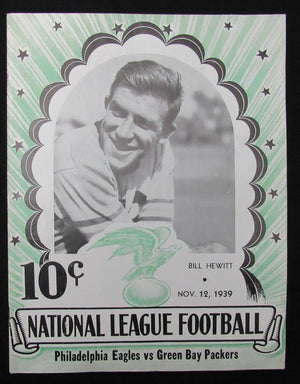 BILL HEWITT
10¢
NOV. 12, 1939
NATIONAL LEAGUE FOOTBALL
Philadelphia Eagles vs Green Bay Packers